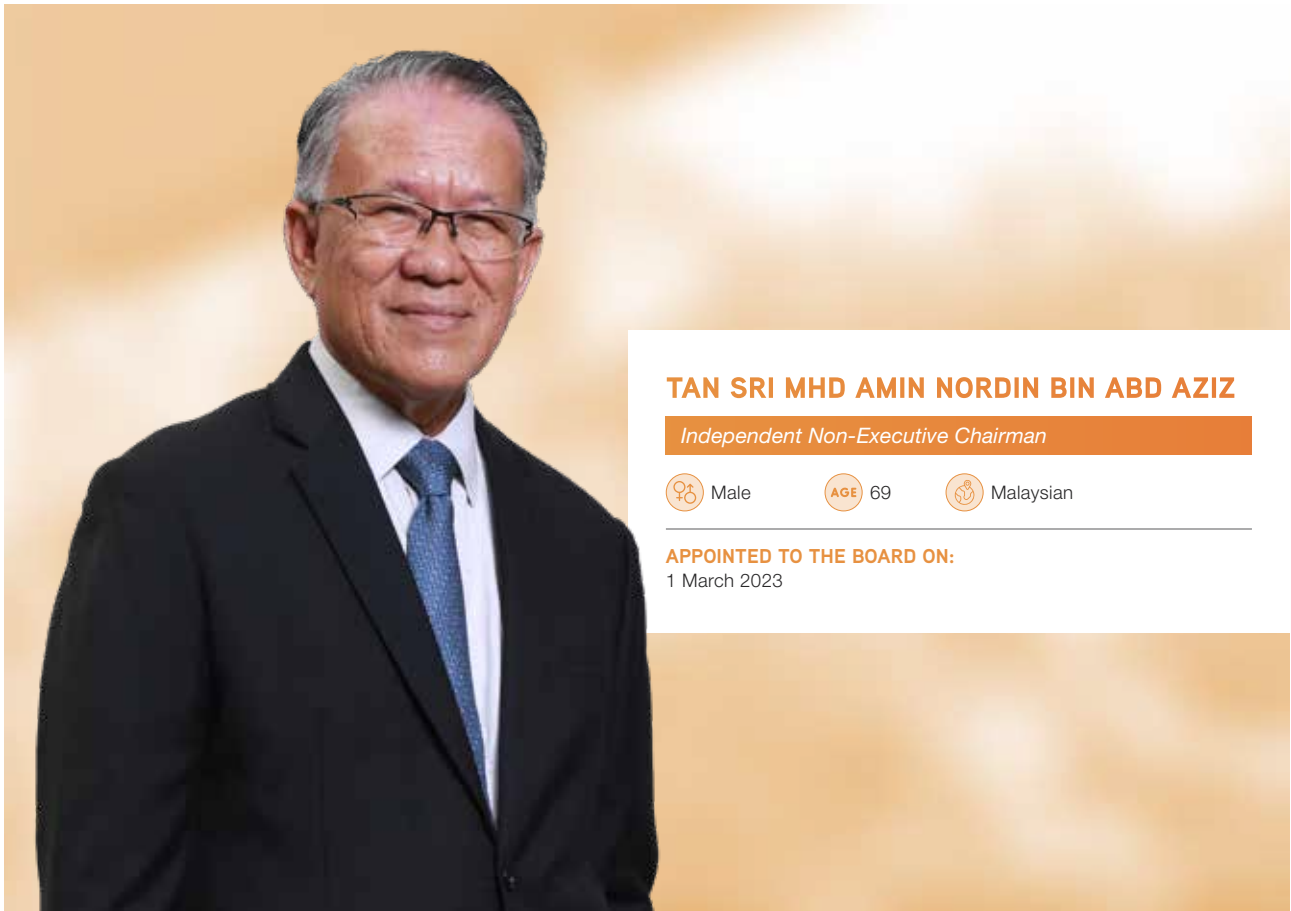 TAN SRI MHD AMIN NORDIN BIN ABD AZIZ
Independent Non-Executive Chairman
Male AGE 69 Malaysian
APPOINTED TO THE BOARD ON:
1 March 2023